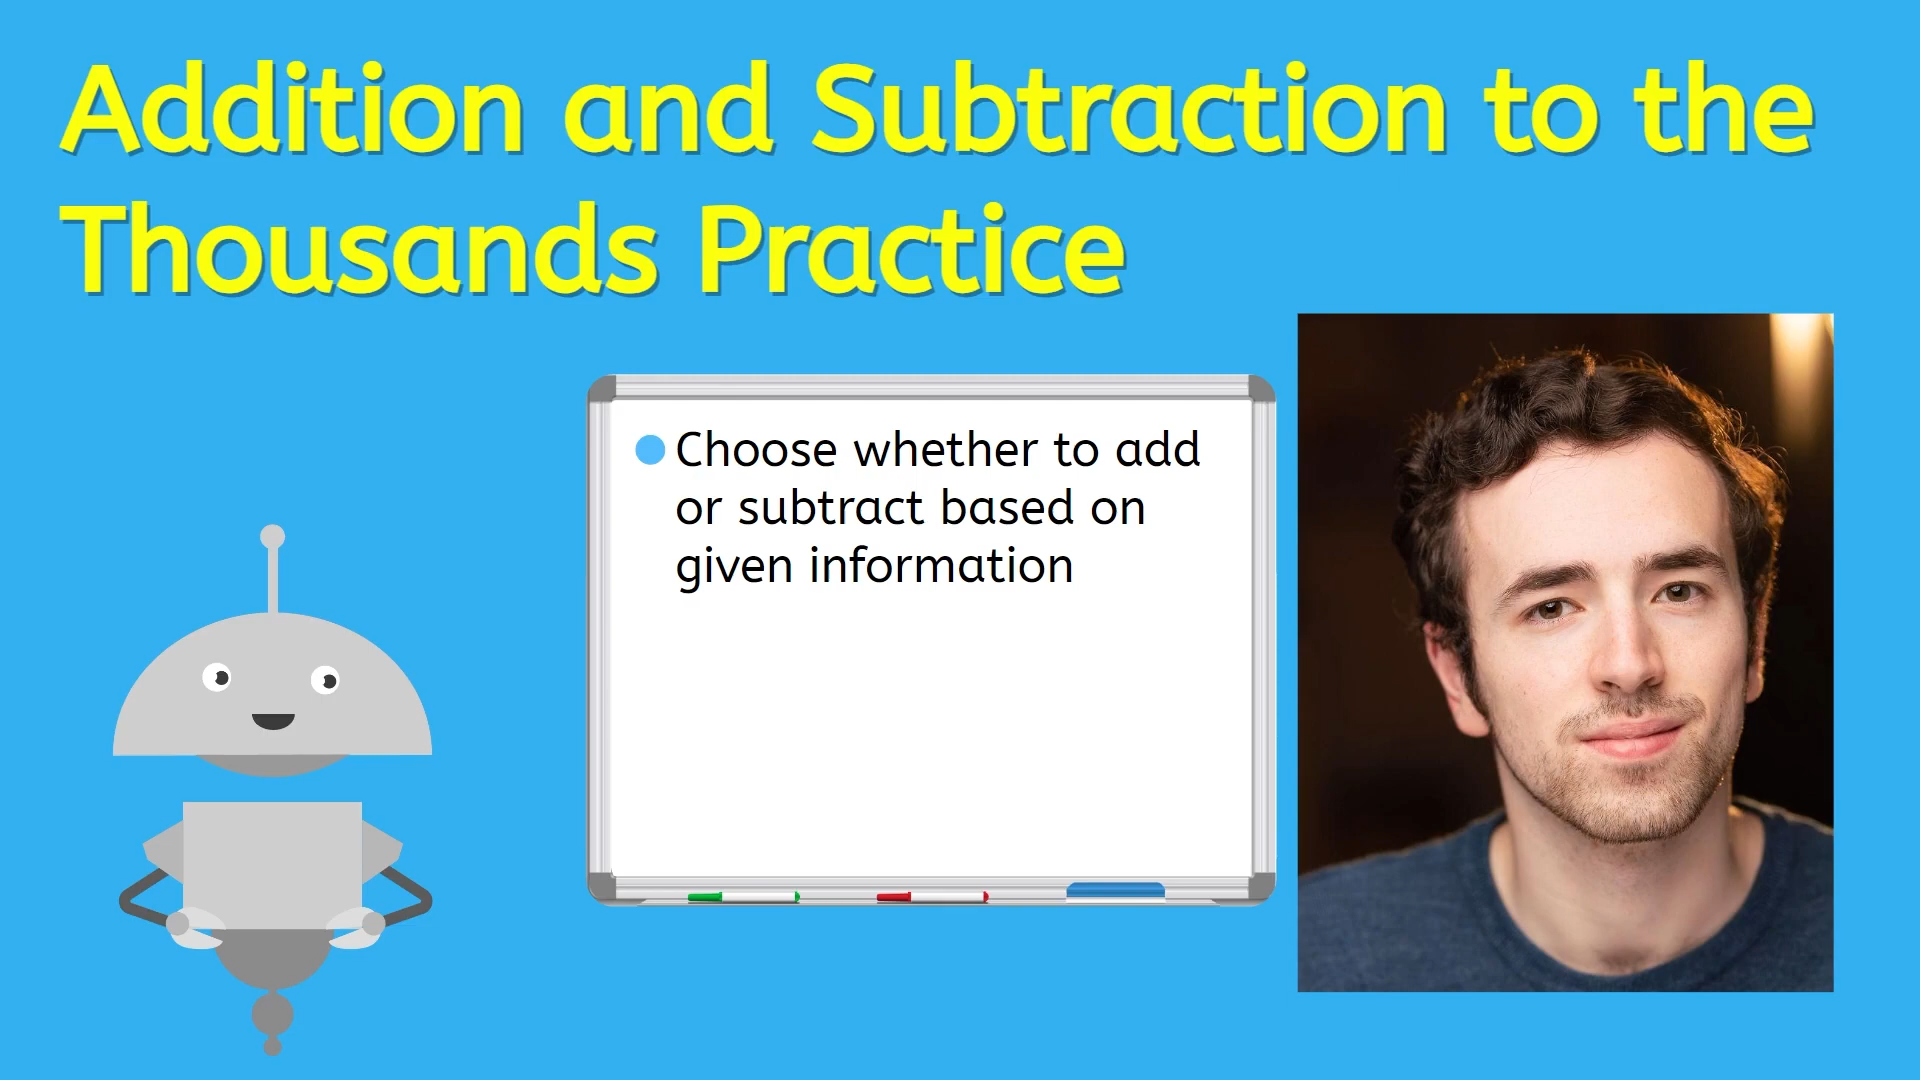 Addition and Subtraction to the
Thousands Practice
Choose whether to add
or subtract based on
given information